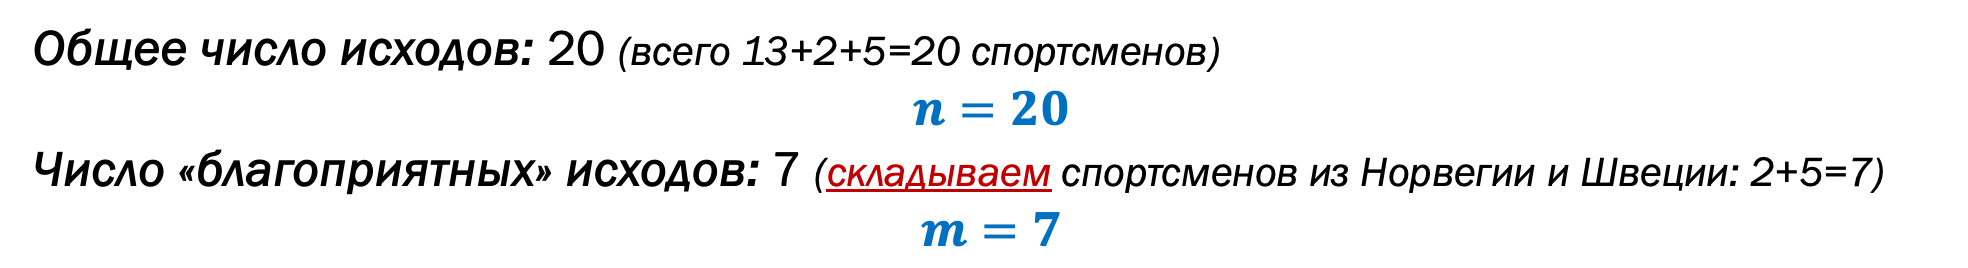 Общее число исходов: 20 (всего 13+2+5=20 спортсменов)
n = 20
Число «благоприятных» исходов: 7 (складываем спортсменов из Норвегии и Швеции: 2+5=7)
m = 7